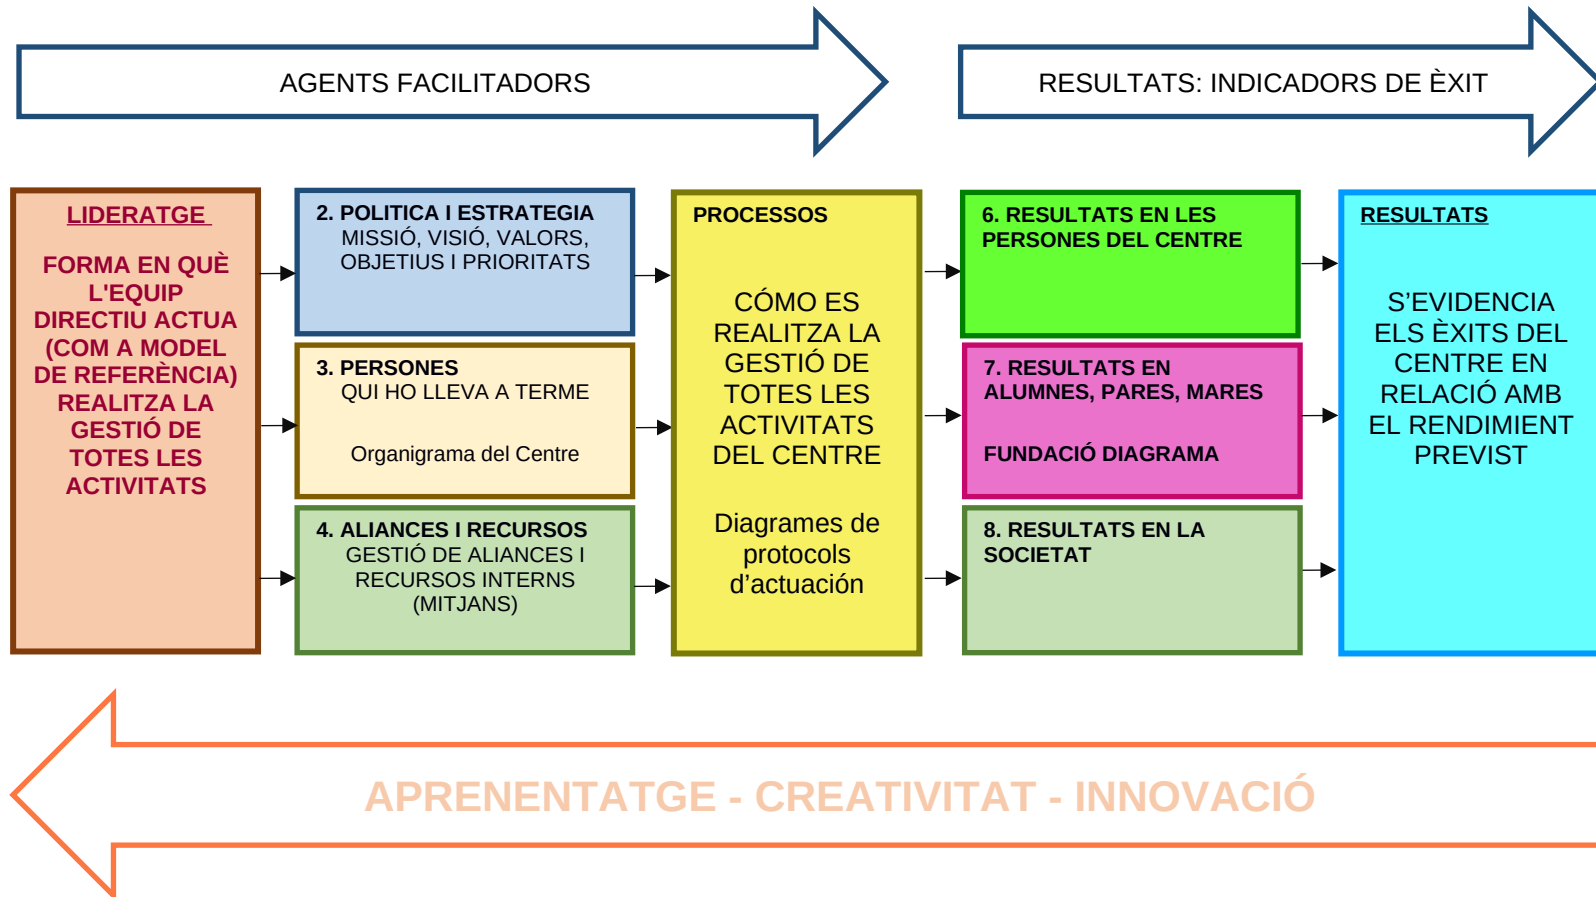 AGENTS FACILITADORS
RESULTATS: INDICADORS DE ÈXIT
LIDERATGE
FORMA EN QUÈ
L'EQUIP
DIRECTIU ACTUA
(COM A MODEL
DE REFERÈNCIA)
REALITZA LA
GESTIÓ DE
TOTES LES
ACTIVITATS
2. POLITICA I ESTRATEGIA
MISSIÓ, VISIÓ, VALORS,
OBJETIUS I PRIORITATS
3. PERSONES
QUI HO LLEVA A TERME
Organigrama del Centre
4. ALIANCES I RECURSOS
GESTIÓ DE ALIANCES I
RECURSOS INTERNS
(MITJANS)
PROCESSOS
CÓMO ES
REALITZA LA
GESTIÓ DE
TOTES LES
ACTIVITATS
DEL CENTRE
Diagrames de
protocols
d’actuación
6. RESULTATS EN LES
PERSONES DEL CENTRE
7. RESULTATS EN
ALUMNES, PARES, MARES
FUNDACIÓ DIAGRAMA
8. RESULTATS EN LA
SOCIETAT
RESULTATS
S’EVIDENCIA
ELS ÈXITS DEL
CENTRE EN
RELACIÓ AMB
EL RENDIMIENT
PREVIST
APRENENTATGE - CREATIVITAT - INNOVACIÓ